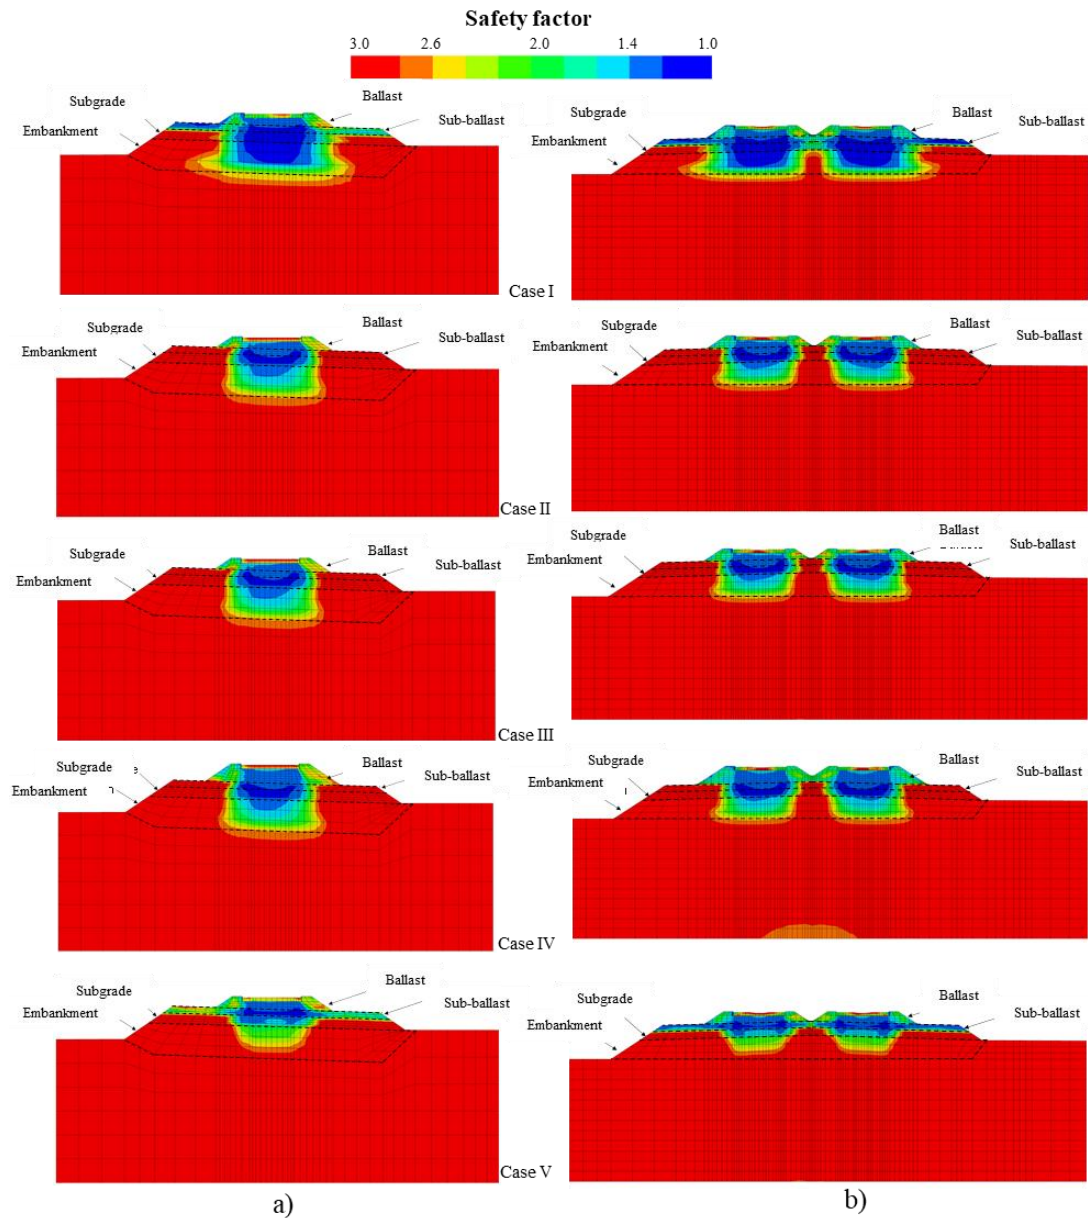 Safety factor
3.0 2.6 2.0 1.4 1.0
Subgrade
Ballast
Embankment
Sub-ballast
Subgrade
Ballast
Embankment
Sub-ballast
Case I
Subgrade
Ballast
Embankment
Sub-ballast
Subgrade
Ballast
Embankment
Sub-ballast
Case II
Subgrade
Ballast
Embankment
Sub-ballast
Subgrade
Ballast
Embankment
Sub-ballast
Case III
Subgrade
Ballast
Embankment
Sub-ballast
Subgrade
Ballast
Embankment
Sub-ballast
Case IV
Subgrade
Ballast
Embankment
Sub-ballast
Subgrade
Ballast
Embankment
Sub-ballast
Case V
a) b)